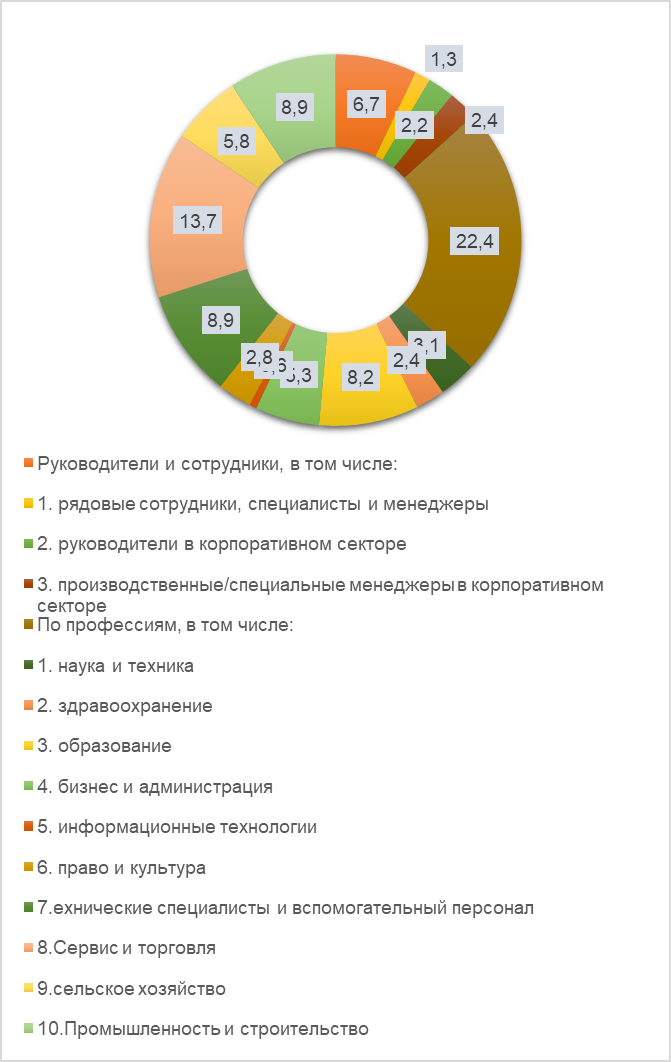 1,3
6,7
8,9
2,2
2,4
5,8
13,7
22,4
8,9
3,1
2,8
2,4
5,3
8,2
Руководители и сотрудники, в том числе:
1. рядовые сотрудники, специалисты и менеджеры
2. руководители в корпоративном секторе
3. производственные/специальные менеджеры в корпоративном
секторе
По профессиям, в том числе:
1. наука и техника
2. здравоохранение
3. образование
4. бизнес и администрация
5. информационные технологии
6. право и культура
7.ехнические специалисты и вспомогательный персонал
8.Сервис и торговля
9.сельское хозяйство
10.Промышленность и строительство